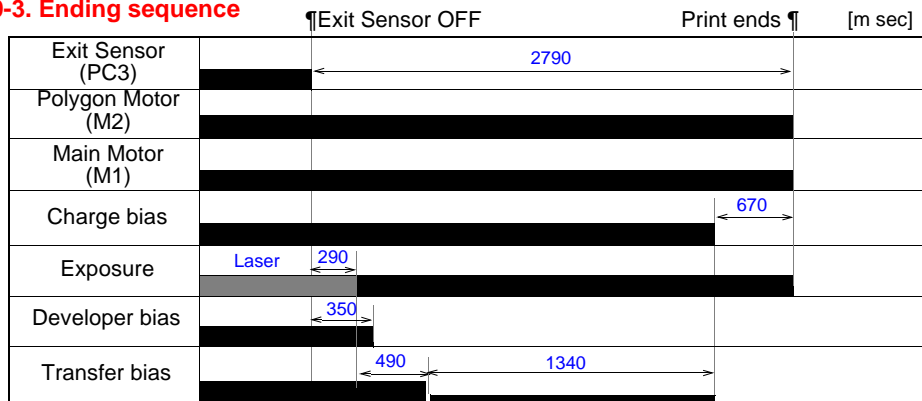 -3. Ending sequence
¶Exit Sensor OFF
Print ends ¶
[m sec]
Exit Sensor
(PC3)
2790
Polygon Motor
(M2)
Main Motor
(M1)
Charge bias
670
Exposure
Laser
290
Developer bias
350
Transfer bias
490
1340